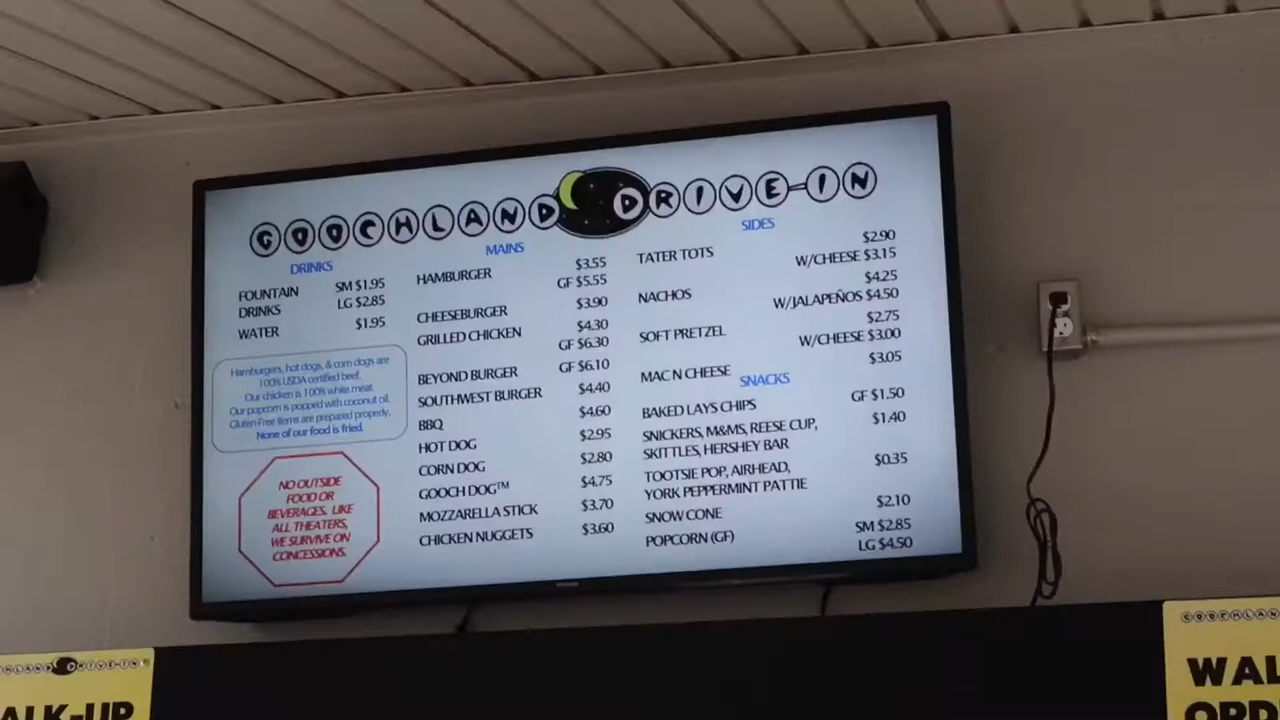 GOOCHLAND DRIVE-IN
DRINKS
FOUNTAIN DRINKS SM $1.95
LG $2.85
WATER $1.95
Hamburgers, hot dogs, & corn dogs are
100% USDA certified beef.
Our chicken is 100% white meat.
Our popcorn is popped with coconut oil.
Gluten-Free items are prepared properly.
None of our food is fried.
NO OUTSIDE
FOOD OR
BEVERAGES. LIKE
ALL THEATERS,
WE SURVIVE ON
CONCESSIONS.
MAINS
HAMBURGER $3.55
GF $5.55
CHEESEBURGER $3.90
GRILLED CHICKEN $4.30
GF $6.30
BEYOND BURGER GF $6.10
SOUTHWEST BURGER $4.40
BBQ $4.60
HOT DOG $2.95
CORN DOG $2.80
GOOCH DOG™ $4.75
MOZZARELLA STICK $3.70
CHICKEN NUGGETS $3.60
SIDES
TATER TOTS $2.90
W/CHEESE $3.15
NACHOS $4.25
W/JALAPEÑOS $4.50
SOFT PRETZEL $2.75
W/CHEESE $3.00
MAC N CHEESE $3.05
SNACKS
BAKED LAYS CHIPS GF $1.50
SNICKERS, M&MS, REESE CUP, $1.40
SKITTLES, HERSHEY BAR
TOOTSIE POP, AIRHEAD, $0.35
YORK PEPPERMINT PATTIE
SNOW CONE $2.10
POPCORN (GF) SM $2.85
LG $4.50
DRIVE-IN
ALK-UP
GOOCHLAN
WAL
ORD